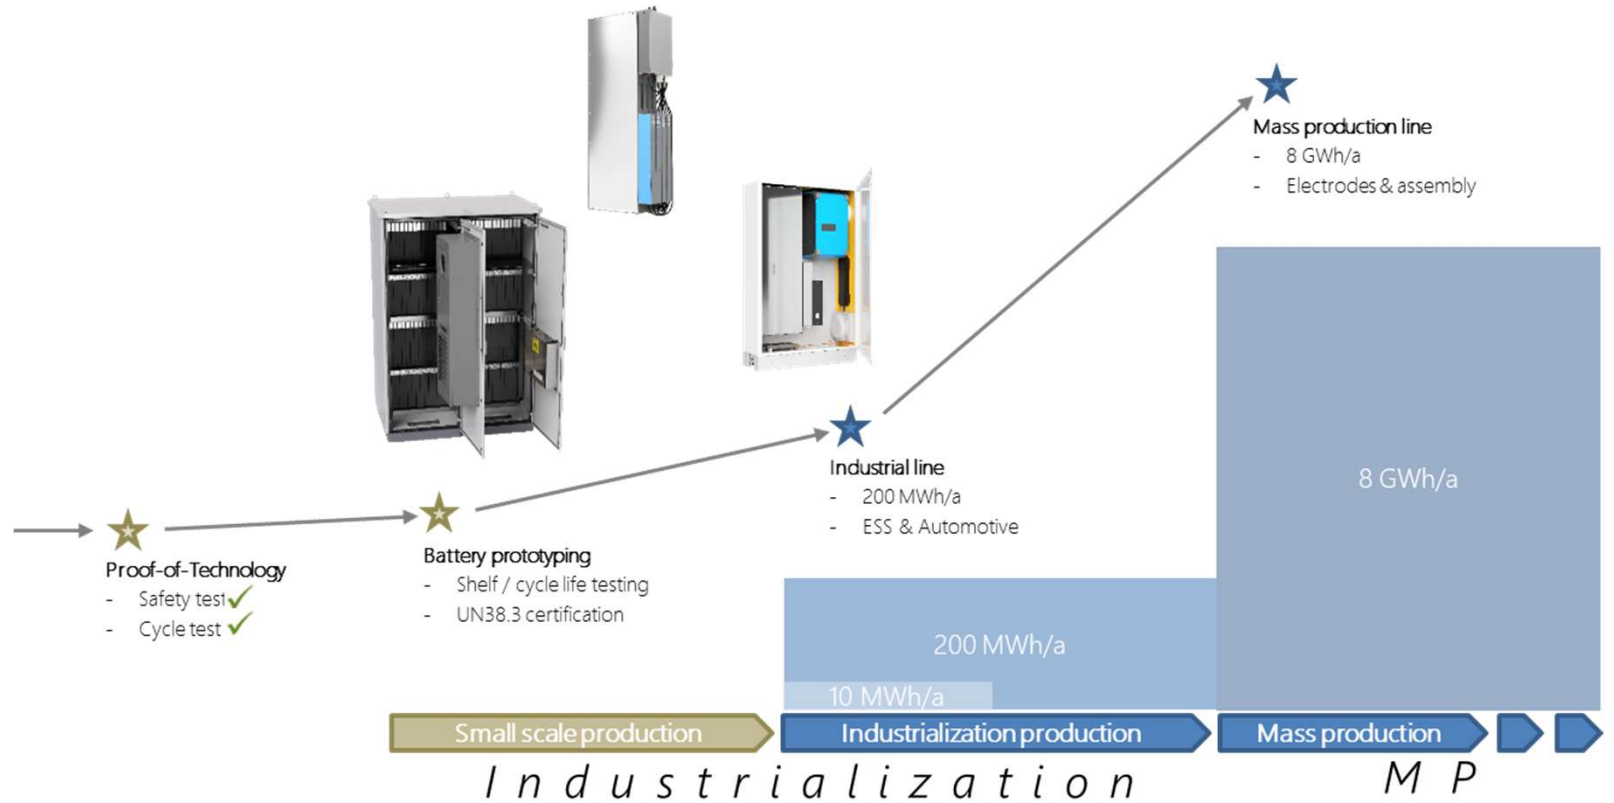 Mass production line
- 8 GWh/a
- Electrodes & assembly
Industrial line
- 200 MWh/a
- ESS & Automotive
Battery prototyping
- Shelf / cycle life testing
- UN38.3 certification
Proof-of-Technology
- Safety test
- Cycle test
8 GWh/a
200 MWh/a
10 MWh/a
Small scale production
Industrialization production
Mass production
Industrialization
MP